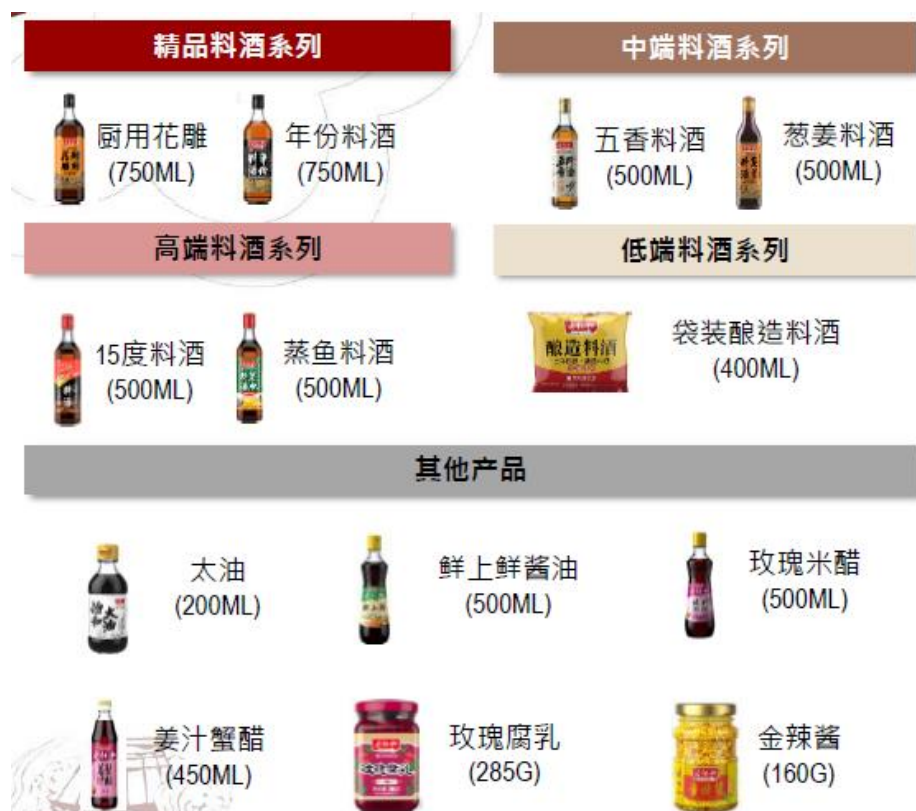 精品料酒系列
中端料酒系列
厨用花雕
(750ML)
年份料酒
(750ML)
五香料酒
(500ML)
葱姜料酒
(500ML)
高端料酒系列
低端料酒系列
15度料酒
(500ML)
蒸鱼料酒
(500ML)
酿造料酒
袋装酿造料酒
(400ML)
其他产品
太油
(200ML)
鲜上鲜酱油
(500ML)
玫瑰米醋
(500ML)
姜汁蟹醋
(450ML)
玫瑰腐乳
(285G)
金辣酱
(160G)